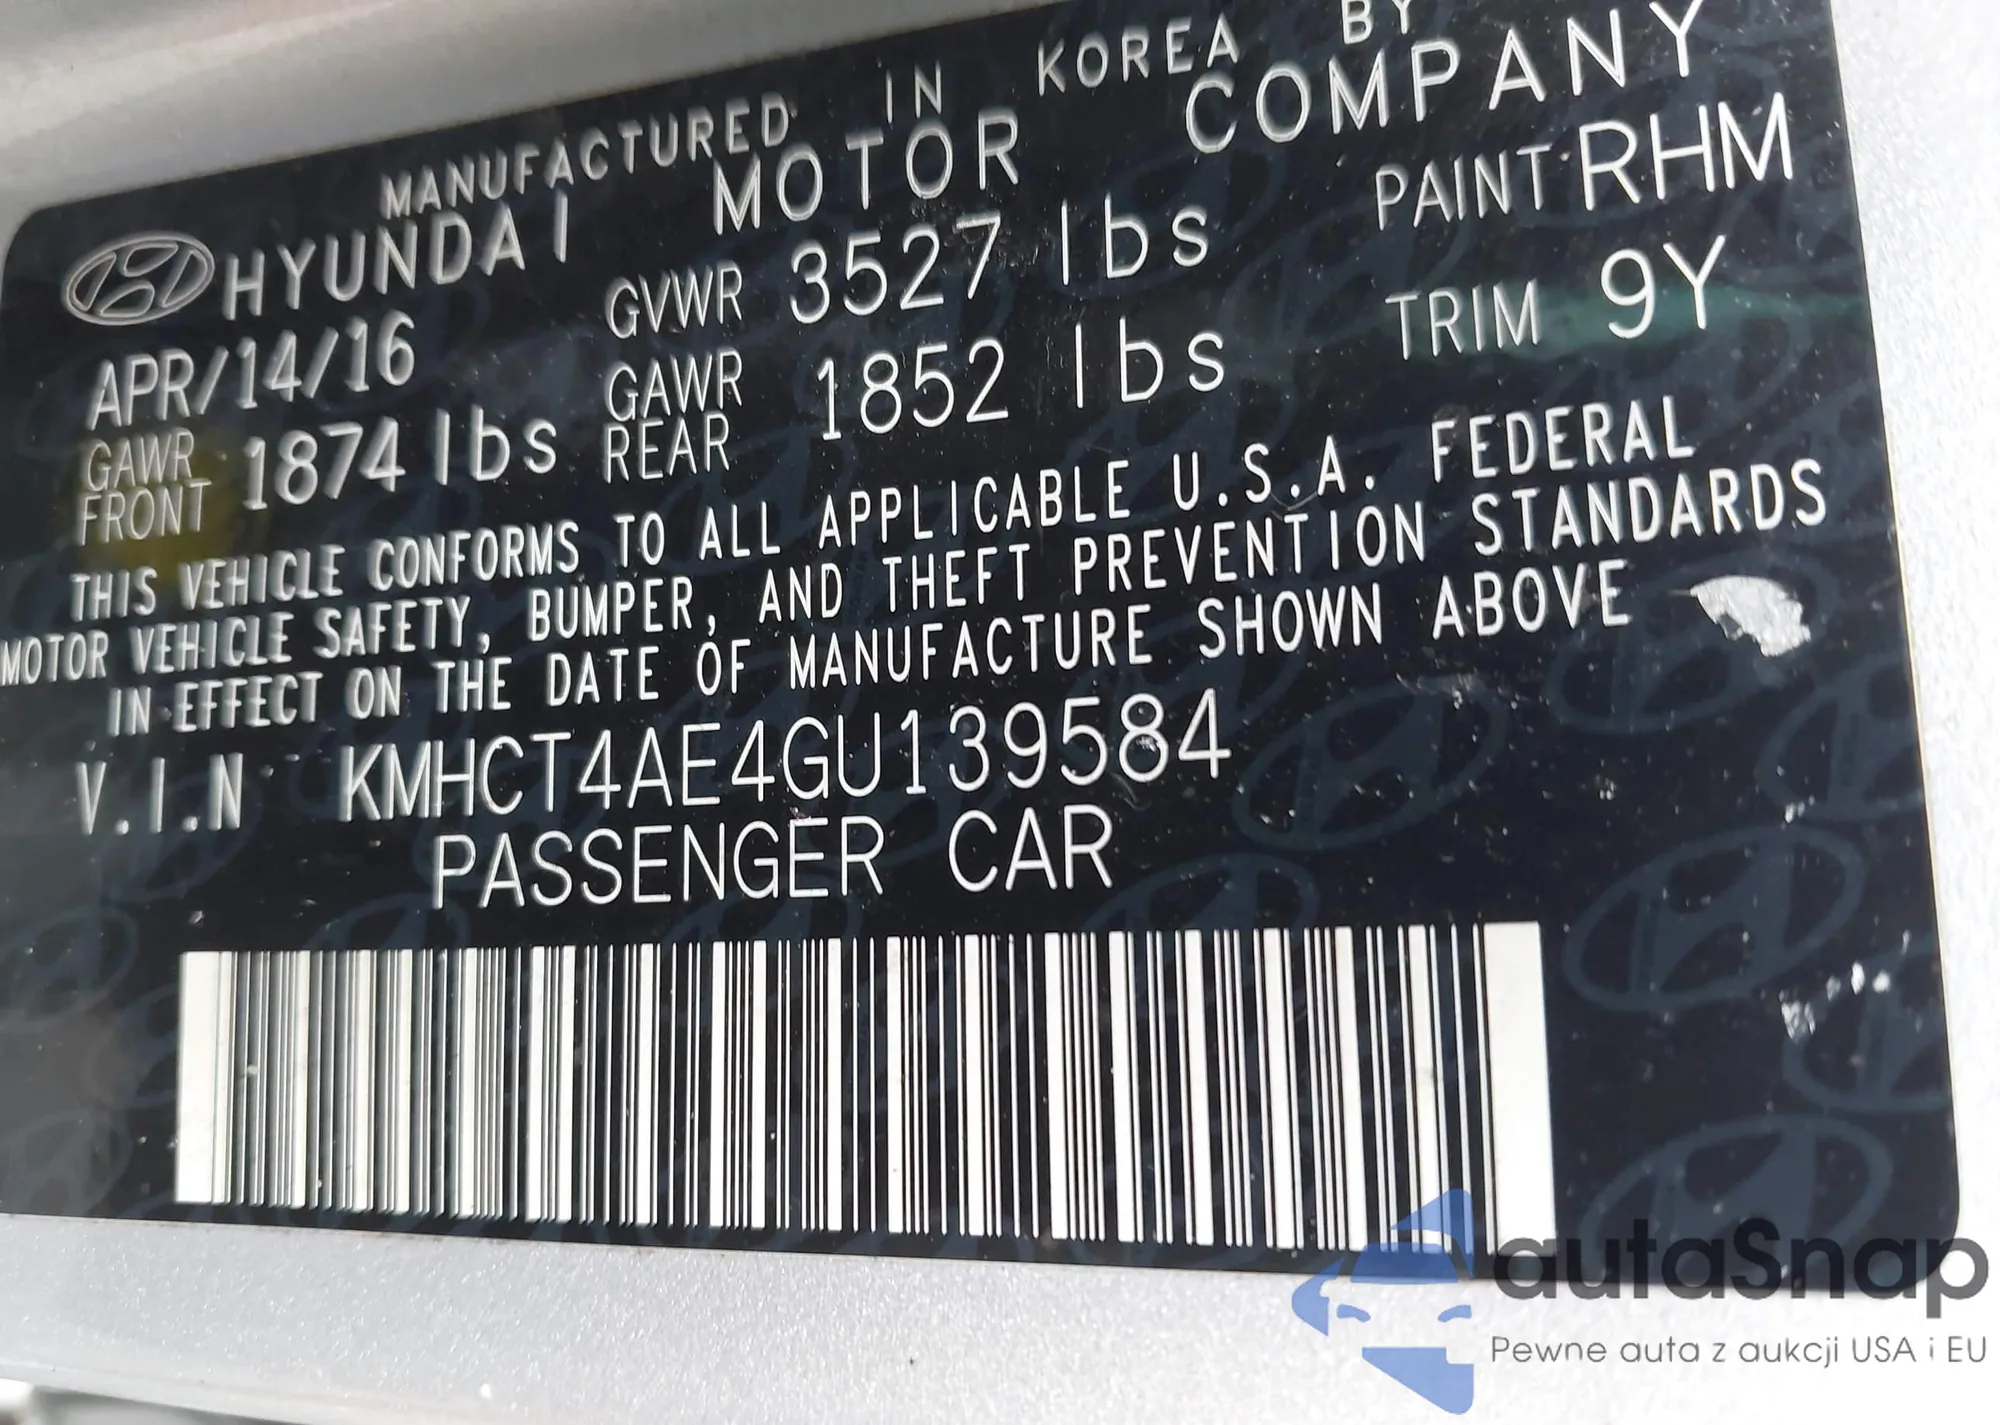 MANUFACTURED IN KOREA BY
HYUNDAI MOTOR COMPANY
APR/14/16 GVWR 3527 lbs PAINT RHM
GAWR FRONT 1874 lbs GAWR REAR 1852 lbs TRIM 9Y
THIS VEHICLE CONFORMS TO ALL APPLICABLE U.S.A. FEDERAL
MOTOR VEHICLE SAFETY, BUMPER, AND THEFT PREVENTION STANDARDS
IN EFFECT ON THE DATE OF MANUFACTURE SHOWN ABOVE
V.I.N KMHCT4AE4GU139584
PASSENGER CAR
autaSnap
Pewne auta z aukcji USA i EU